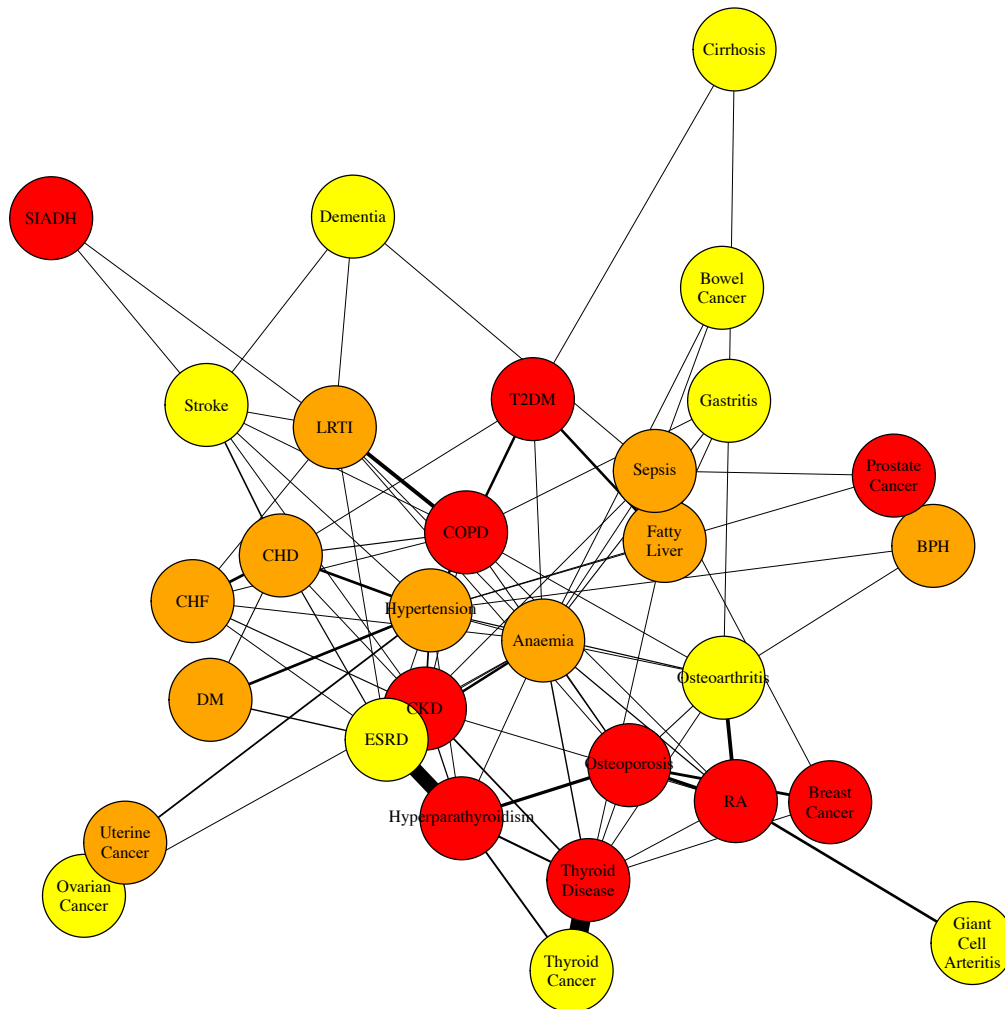 Cirrhosis
SIADH
Dementia
Bowel
Cancer
T2DM
Gastritis
Stroke
LRTI
Sepsis
Prostate
Cancer
COPD
Fatty
Liver
BPH
CHD
CHF
Hypertension
Anaemia
Osteoarthritis
DM
CKD
ESRD
Osteoporosis
RA
Breast
Cancer
Hyperparathyroidism
Uterine
Cancer
Thyroid
Disease
Ovarian
Cancer
Giant
Cell
Arteritis
Thyroid
Cancer